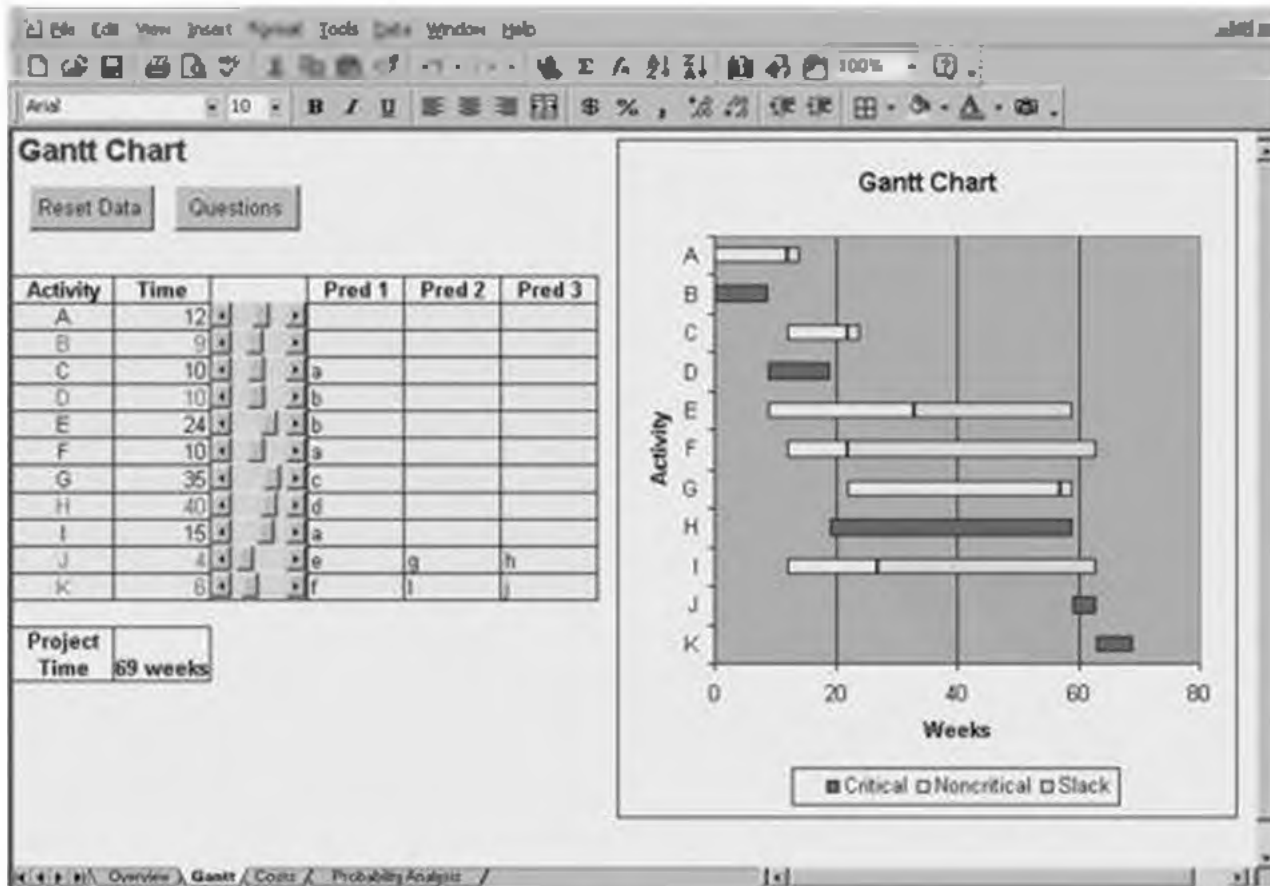 File Edit View Insert Format Tools Data Window Help
100%
Arial 10 B I U $ % ,
Gantt Chart
Reset Data Questions
Activity Time Pred 1 Pred 2 Pred 3
A 12
B 9
C 10 a
D 10 b
E 24 b
F 10 a
G 35 c
H 40 d
I 15 a
J 4 e g h
K 6 f i j
Project
Time 69 weeks
Gantt Chart
Activity
A
B
C
D
E
F
G
H
I
J
K
0 20 40 60 80
Weeks
Critical Noncritical Slack
Overview Gantt Costs Probability Analysis